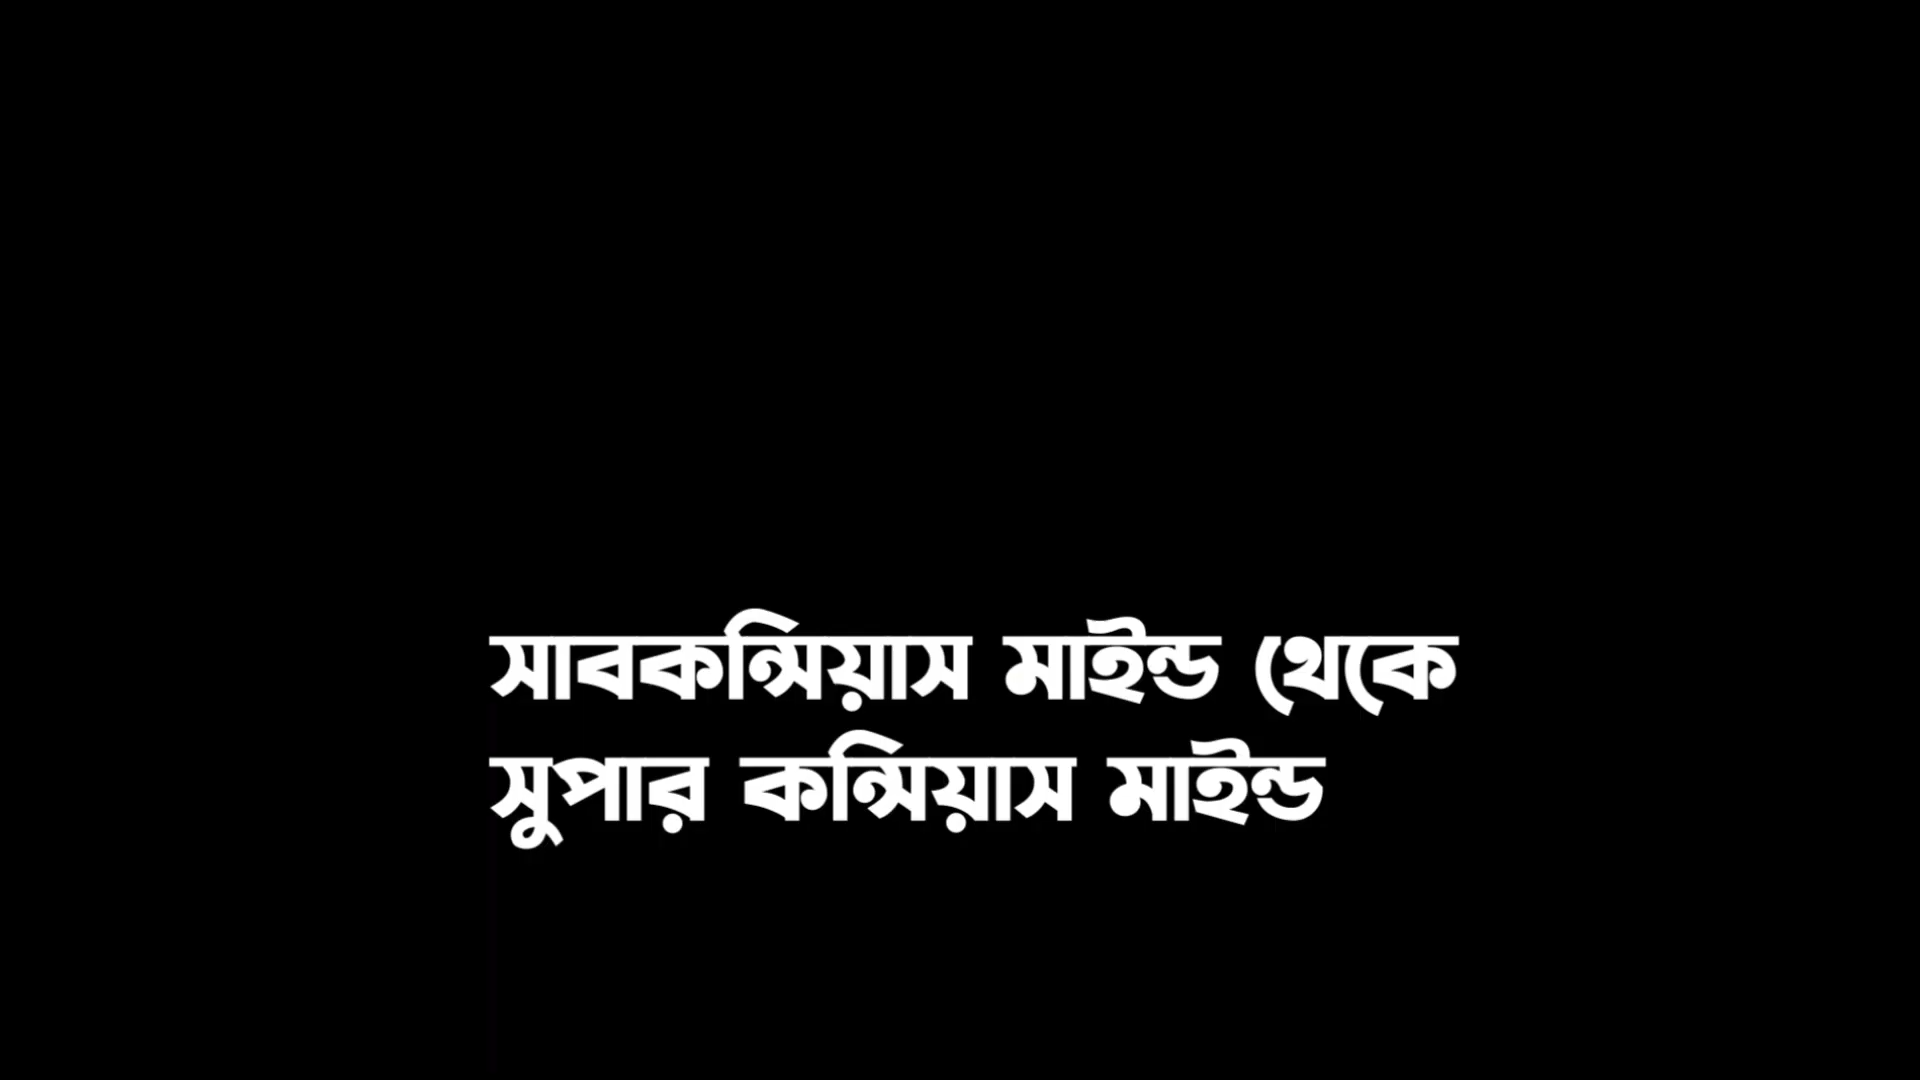 সাবকন্সিয়াস মাইন্ড থেকে
সুপার কন্সিয়াস মাইন্ড